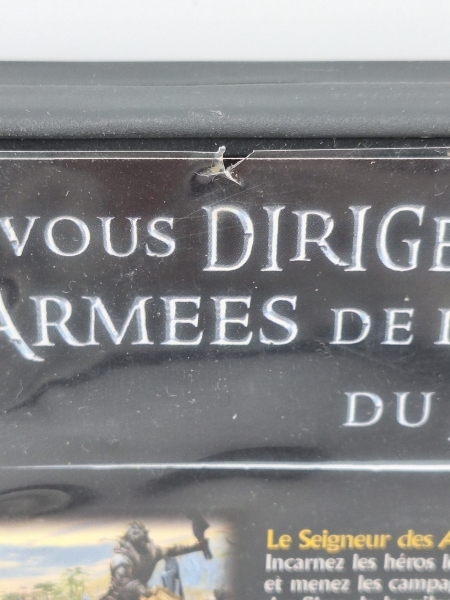 VOUS DIRIGE
ARMEES DE
DU
Le Seigneur des A
Incarnez les héros l
et menez les campa